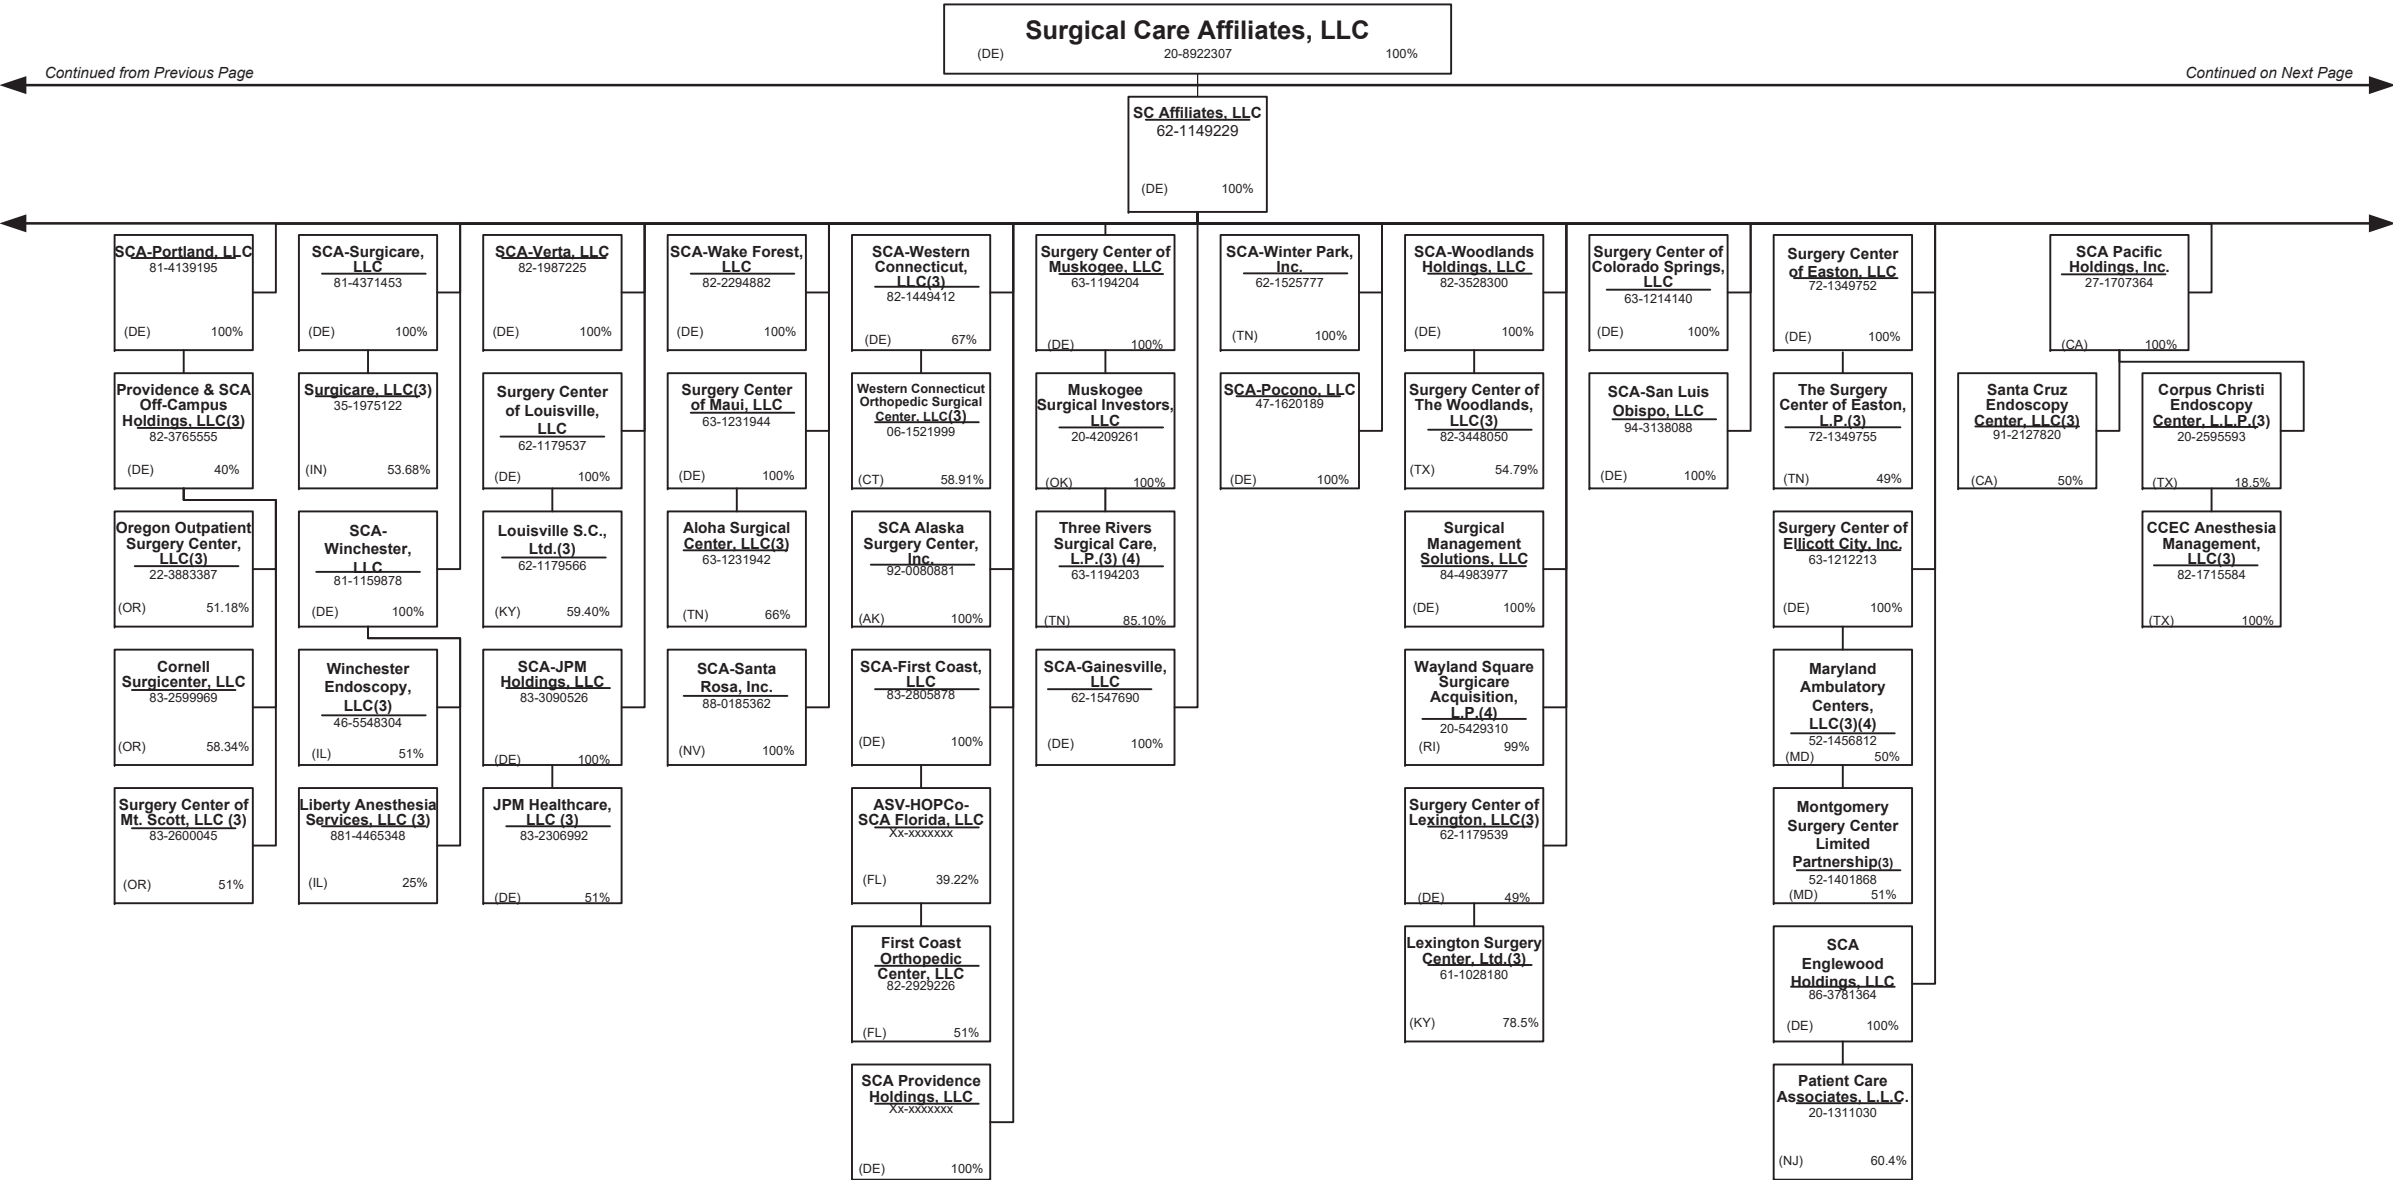 Surgical Care Affiliates, LLC
(DE) 20-8922307 100%
Continued from Previous Page
Continued on Next Page
SC Affiliates, LLC
62-1149229
(DE) 100%
SCA-Portland, LLC
81-4139195
(DE) 100%
Providence & SCA
Off-Campus
Holdings, LLC(3)
82-3765555
(DE) 40%
Oregon Outpatient
Surgery Center,
LLC(3)
22-3883387
(OR) 51.18%
Cornell
Surgicenter, LLC
83-2599969
(OR) 58.34%
Surgery Center of
Mt. Scott, LLC (3)
83-2600045
(OR) 51%
SCA-Surgicare,
LLC
81-4371453
(DE) 100%
Surgicare, LLC(3)
35-1975122
(IN) 53.68%
SCA-
Winchester,
LLC
81-1159878
(DE) 100%
Winchester
Endoscopy,
LLC(3)
46-5548304
(IL) 51%
Liberty Anesthesia
Services, LLC (3)
881-4465348
(IL) 25%
SCA-Verta, LLC
82-1987225
(DE) 100%
Surgery Center
of Louisville,
LLC
62-1179537
(DE) 100%
Louisville S.C.,
Ltd.(3)
62-1179566
(KY) 59.40%
SCA-JPM
Holdings, LLC
83-3090526
(DE) 100%
JPM Healthcare,
LLC (3)
83-2306992
(DE) 51%
SCA-Wake Forest,
LLC
82-2294882
(DE) 100%
Surgery Center
of Maui, LLC
63-1231944
(DE) 100%
Aloha Surgical
Center, LLC(3)
63-1231942
(TN) 66%
SCA-Santa
Rosa, Inc.
88-0185362
(NV) 100%
SCA-Western
Connecticut,
LLC(3)
82-1449412
(DE) 67%
Western Connecticut
Orthopedic Surgical
Center, LLC(3)
06-1521999
(CT) 58.91%
SCA Alaska
Surgery Center,
Inc.
92-0080881
(AK) 100%
SCA-First Coast,
LLC
83-2805878
(DE) 100%
ASV-HOPCo-
SCA Florida, LLC
Xx-xxxxxxx
(FL) 39.22%
First Coast
Orthopedic
Center, LLC
82-2929226
(FL) 51%
SCA Providence
Holdings, LLC
Xx-xxxxxxx
(DE) 100%
Surgery Center of
Muskogee, LLC
63-1194204
(DE) 100%
Muskogee
Surgical Investors,
LLC
20-4209261
(OK) 100%
Three Rivers
Surgical Care,
L.P.(3) (4)
63-1194203
(TN) 85.10%
SCA-Gainesville,
LLC
62-1547690
(DE) 100%
SCA-Winter Park,
Inc.
62-1525777
(TN) 100%
SCA-Pocono, LLC
47-1620189
(DE) 100%
SCA-Woodlands
Holdings, LLC
82-3528300
(DE) 100%
Surgery Center of
The Woodlands,
LLC(3)
82-3448050
(TX) 54.79%
Surgical
Management
Solutions, LLC
84-4983977
(DE) 100%
Wayland Square
Surgicare
Acquisition,
L.P.(4)
20-5429310
(RI) 99%
Surgery Center of
Lexington, LLC(3)
62-1179539
(DE) 49%
Lexington Surgery
Center, Ltd.(3)
61-1028180
(KY) 78.5%
Surgery Center of
Colorado Springs,
LLC
63-1214140
(DE) 100%
SCA-San Luis
Obispo, LLC
94-3138088
(DE) 100%
Surgery Center
of Easton, LLC
72-1349752
(DE) 100%
The Surgery
Center of Easton,
L.P.(3)
72-1349755
(TN) 49%
Surgery Center of
Ellicott City, Inc.
63-1212213
(DE) 100%
Maryland
Ambulatory
Centers,
LLC(3)(4)
52-1456812
(MD) 50%
Montgomery
Surgery Center
Limited
Partnership(3)
52-1401868
(MD) 51%
SCA
Englewood
Holdings, LLC
86-3781364
(DE) 100%
Patient Care
Associates, L.L.C.
20-1311030
(NJ) 60.4%
SCA Pacific
Holdings, Inc.
27-1707364
(CA) 100%
Santa Cruz
Endoscopy
Center, LLC(3)
91-2127820
(CA) 50%
Corpus Christi
Endoscopy
Center, L.L.P.(3)
20-2595593
(TX) 18.5%
CCEC Anesthesia
Management,
LLC(3)
82-1715584
(TX) 100%